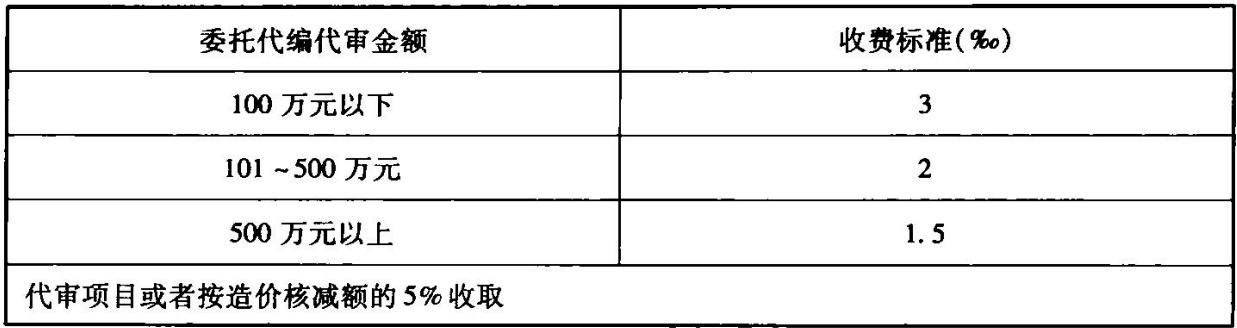 委托代编代审金额 收费标准(‰)
100 万元以下 3
101 ~ 500 万元 2
500 万元以上 1.5
代审项目或者按造价核减额的 5% 收取